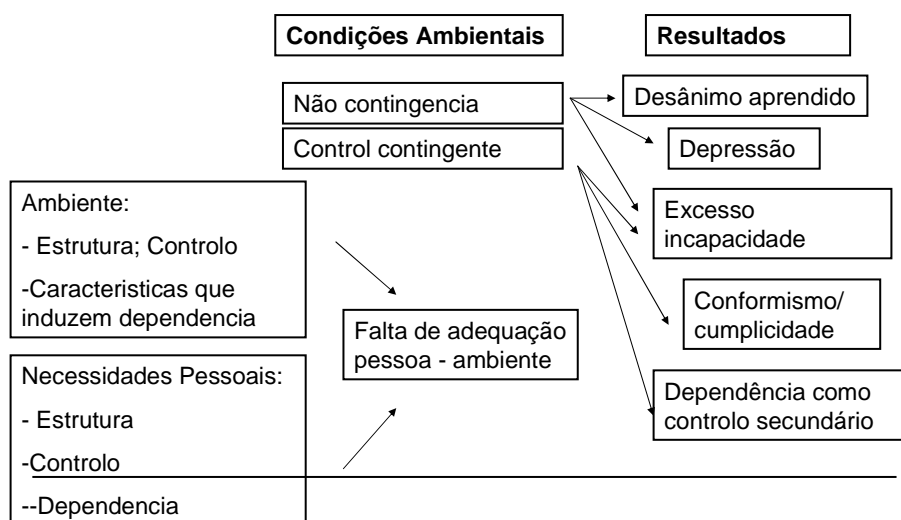 Condições Ambientais
Resultados
Não contingencia
Control contingente
Desânimo aprendido
Depressão
Excesso
incapacidade
Conformismo/
cumplicidade
Dependência como
controlo secundário
Ambiente:
- Estrutura; Controlo
-Caracteristicas que
induzem dependencia
Falta de adequação
pessoa - ambiente
Necessidades Pessoais:
- Estrutura
-Controlo
--Dependencia